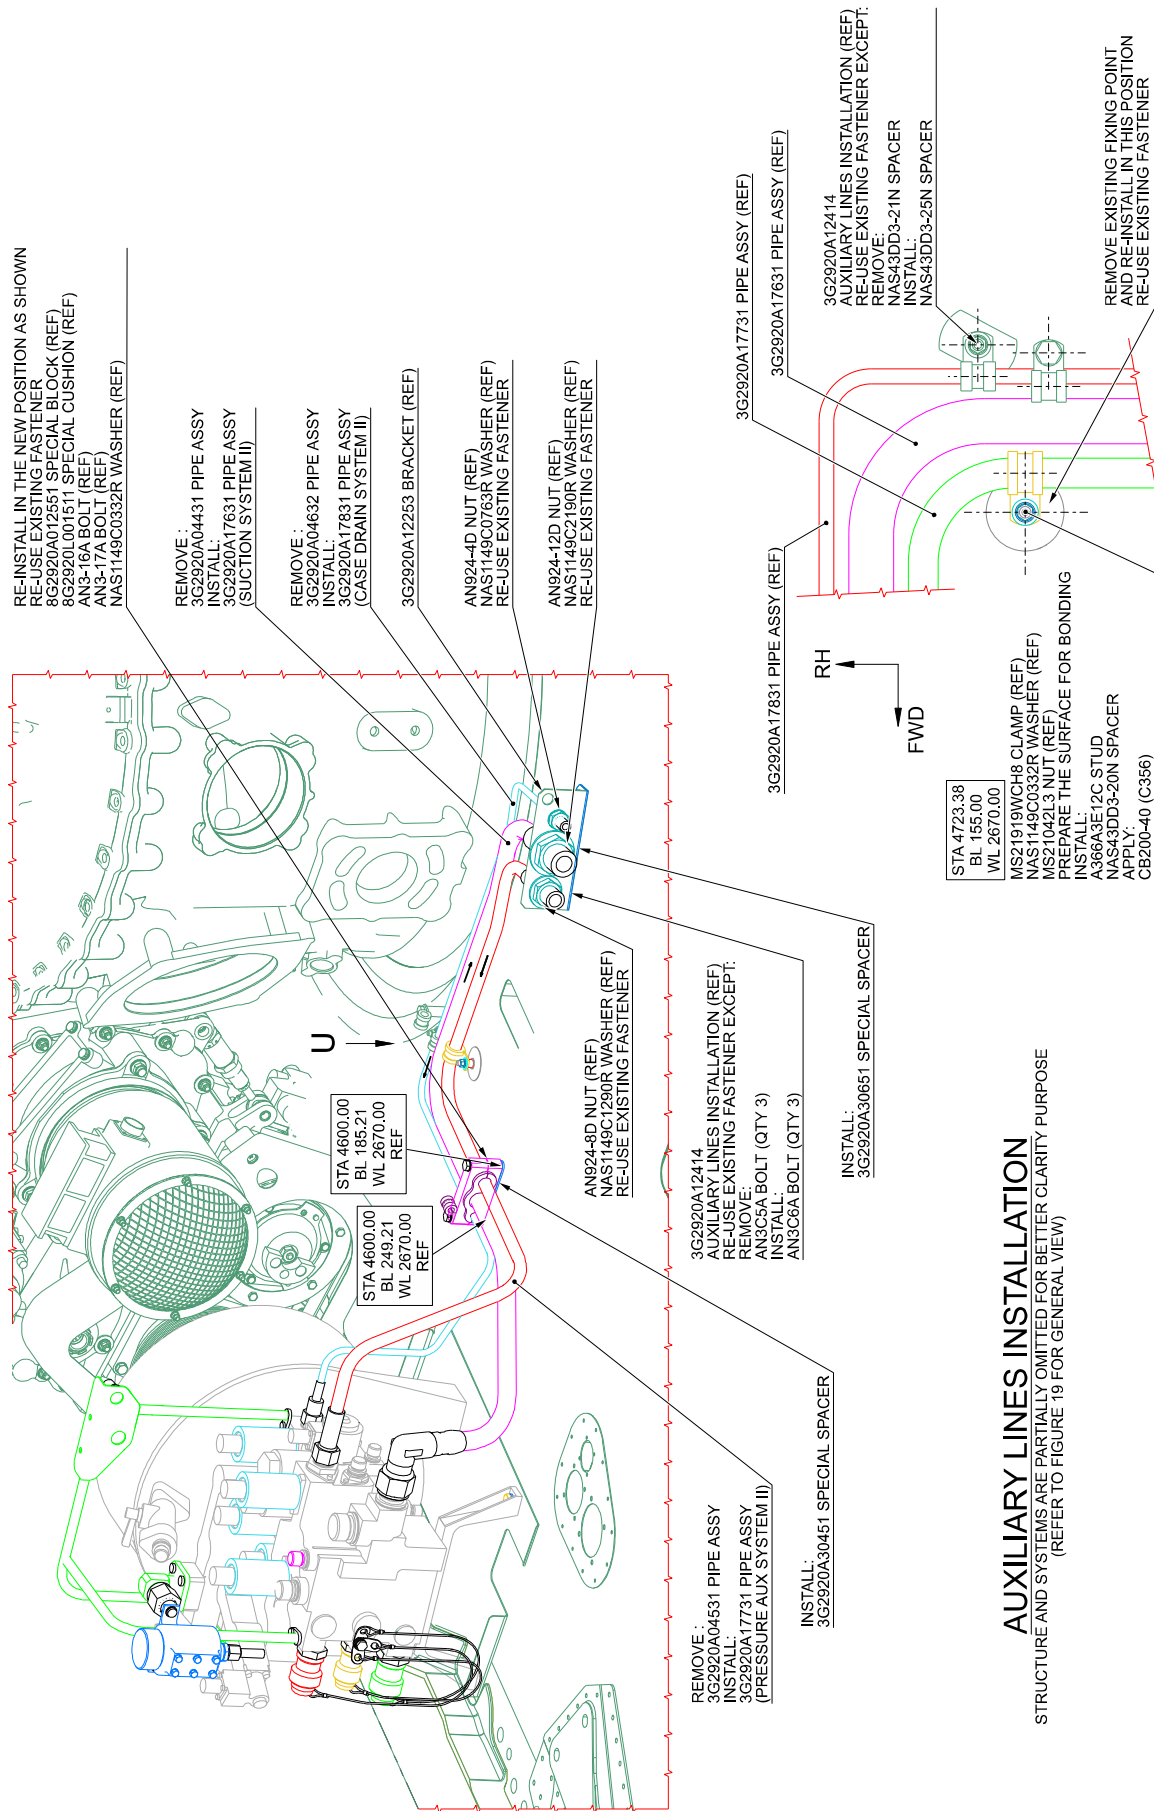 RE-INSTALL IN THE NEW POSITION AS SHOWN
RE-USE EXISTING FASTENER
8G2920A012551 SPECIAL BLOCK (REF)
8G2920L001511 SPECIAL CUSHION (REF)
AN3-16A BOLT (REF)
AN3-17A BOLT (REF)
NAS1149C0332R WASHER (REF)
REMOVE :
3G2920A04431 PIPE ASSY
INSTALL:
3G2920A17631 PIPE ASSY
(SUCTION SYSTEM II)
REMOVE :
3G2920A04632 PIPE ASSY
INSTALL:
3G2920A17831 PIPE ASSY
(CASE DRAIN SYSTEM II)
3G2920A12253 BRACKET (REF)
AN924-4D NUT (REF)
NAS1149C0763R WASHER (REF)
RE-USE EXISTING FASTENER
AN924-12D NUT (REF)
NAS1149C2190R WASHER (REF)
RE-USE EXISTING FASTENER
U
STA 4600.00
BL 185.21
WL 2670.00
REF
STA 4600.00
BL 249.21
WL 2670.00
REF
AN924-8D NUT (REF)
NAS1149C1290R WASHER (REF)
RE-USE EXISTING FASTENER
3G2920A12414
AUXILIARY LINES INSTALLATION (REF)
RE-USE EXISTING FASTENER EXCEPT:
REMOVE:
AN3C5A BOLT (QTY 3)
INSTALL:
AN3C6A BOLT (QTY 3)
INSTALL:
3G2920A30651 SPECIAL SPACER
REMOVE :
3G2920A04531 PIPE ASSY
INSTALL:
3G2920A17731 PIPE ASSY
(PRESSURE AUX SYSTEM II)
INSTALL:
3G2920A30451 SPECIAL SPACER
3G2920A17731 PIPE ASSY (REF)
3G2920A17631 PIPE ASSY (REF)
3G2920A17831 PIPE ASSY (REF)
3G2920A12414
AUXILIARY LINES INSTALLATION (REF)
RE-USE EXISTING FASTENER EXCEPT:
REMOVE:
NAS43DD3-21N SPACER
INSTALL:
NAS43DD3-25N SPACER
REMOVE EXISTING FIXING POINT
AND RE-INSTALL IN THIS POSITION
RE-USE EXISTING FASTENER
RH
FWD
STA 4723.38
BL 155.00
WL 2670.00
MS21919WCH8 CLAMP (REF)
NAS1149C0332R WASHER (REF)
MS21042L3 NUT (REF)
PREPARE THE SURFACE FOR BONDING
INSTALL:
A366A3E12C STUD
NAS43DD3-20N SPACER
APPLY:
CB200-40 (C356)
AUXILIARY LINES INSTALLATION
STRUCTURE AND SYSTEMS ARE PARTIALLY OMITTED FOR BETTER CLARITY PURPOSE
(REFER TO FIGURE 19 FOR GENERAL VIEW)